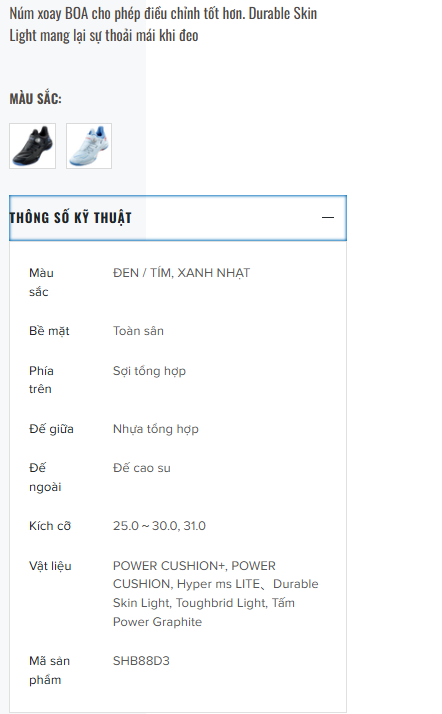 Núm xoay BOA cho phép điều chỉnh tốt hơn. Durable Skin
Light mang lại sự thoải mái khi đeo
MÀU SẮC:
THÔNG SỐ KỸ THUẬT
Màu sắc
ĐEN / TÍM, XANH NHẠT
Bề mặt
Toàn sân
Phía trên
Sợi tổng hợp
Đế giữa
Nhựa tổng hợp
Đế ngoài
Đế cao su
Kích cỡ
25.0～30.0, 31.0
Vật liệu
POWER CUSHION+, POWER
CUSHION, Hyper ms LITE、Durable
Skin Light, Toughbrid Light, Tấm
Power Graphite
Mã sản phẩm
SHB88D3